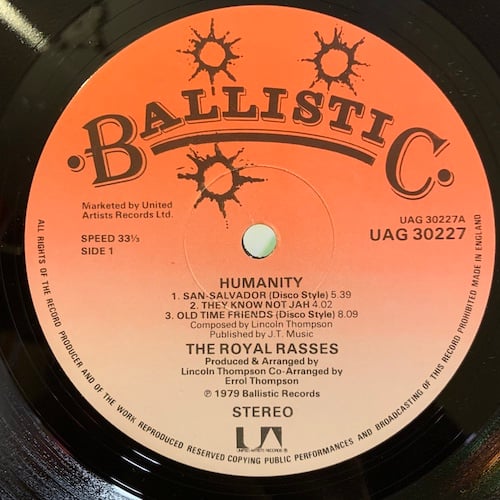 BALLISTIC
Marketed by United
Artists Records Ltd.
SPEED 33⅓
SIDE 1
UAG 30227A
UAG 30227
HUMANITY
1. SAN-SALVADOR (Disco Style) 5.39
2. THEY KNOW NOT JAH 4.02
3. OLD TIME FRIENDS (Disco Style) 8.09
Composed by Lincoln Thompson
Published by J.T. Music
THE ROYAL RASSES
Produced & Arranged by
Lincoln Thompson Co-Arranged by
Errol Thompson
℗ 1979 Ballistic Records
STEREO
UNITED ARTISTS RECORDS
ALL RIGHTS OF THE RECORD PRODUCER AND OF THE WORK REPRODUCED RESERVED COPYING PUBLIC PERFORMANCES AND BROADCASTING OF THIS RECORD PROHIBITED MADE IN ENGLAND